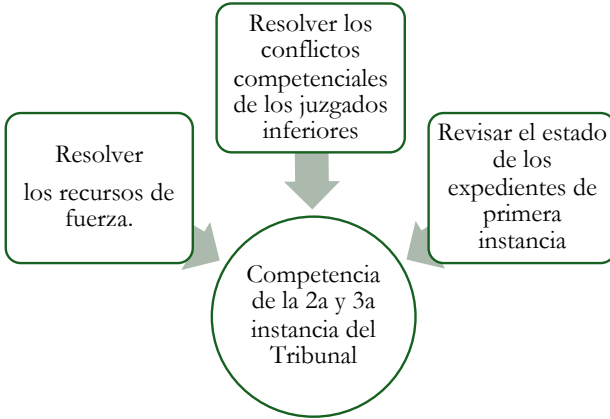 Resolver
los recursos de
fuerza.
Resolver los
conflictos
competenciales
de los juzgados
inferiores
Revisar el estado
de los
expedientes de
primera
instancia
Competencia
de la 2a y 3a
instancia del
Tribunal